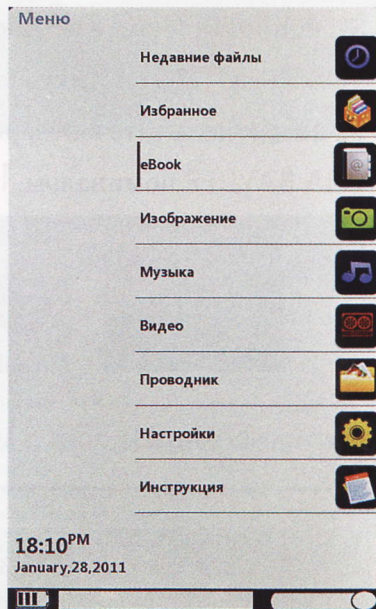 Меню
Недавние файлы
Избранное
eBook
Изображение
Музыка
Видео
Проводник
Настройки
Инструкция
18:10PM
January,28,2011